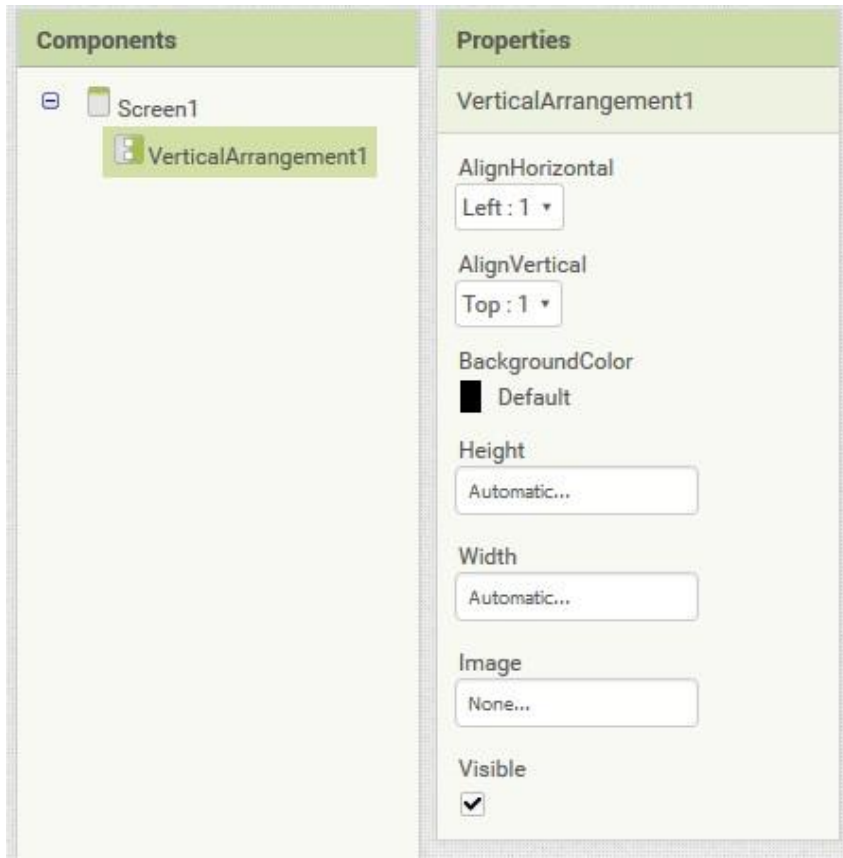 Components
Screen1
VerticalArrangement1
Properties
VerticalArrangement1
AlignHorizontal
Left : 1
AlignVertical
Top : 1
BackgroundColor
Default
Height
Automatic...
Width
Automatic...
Image
None...
Visible